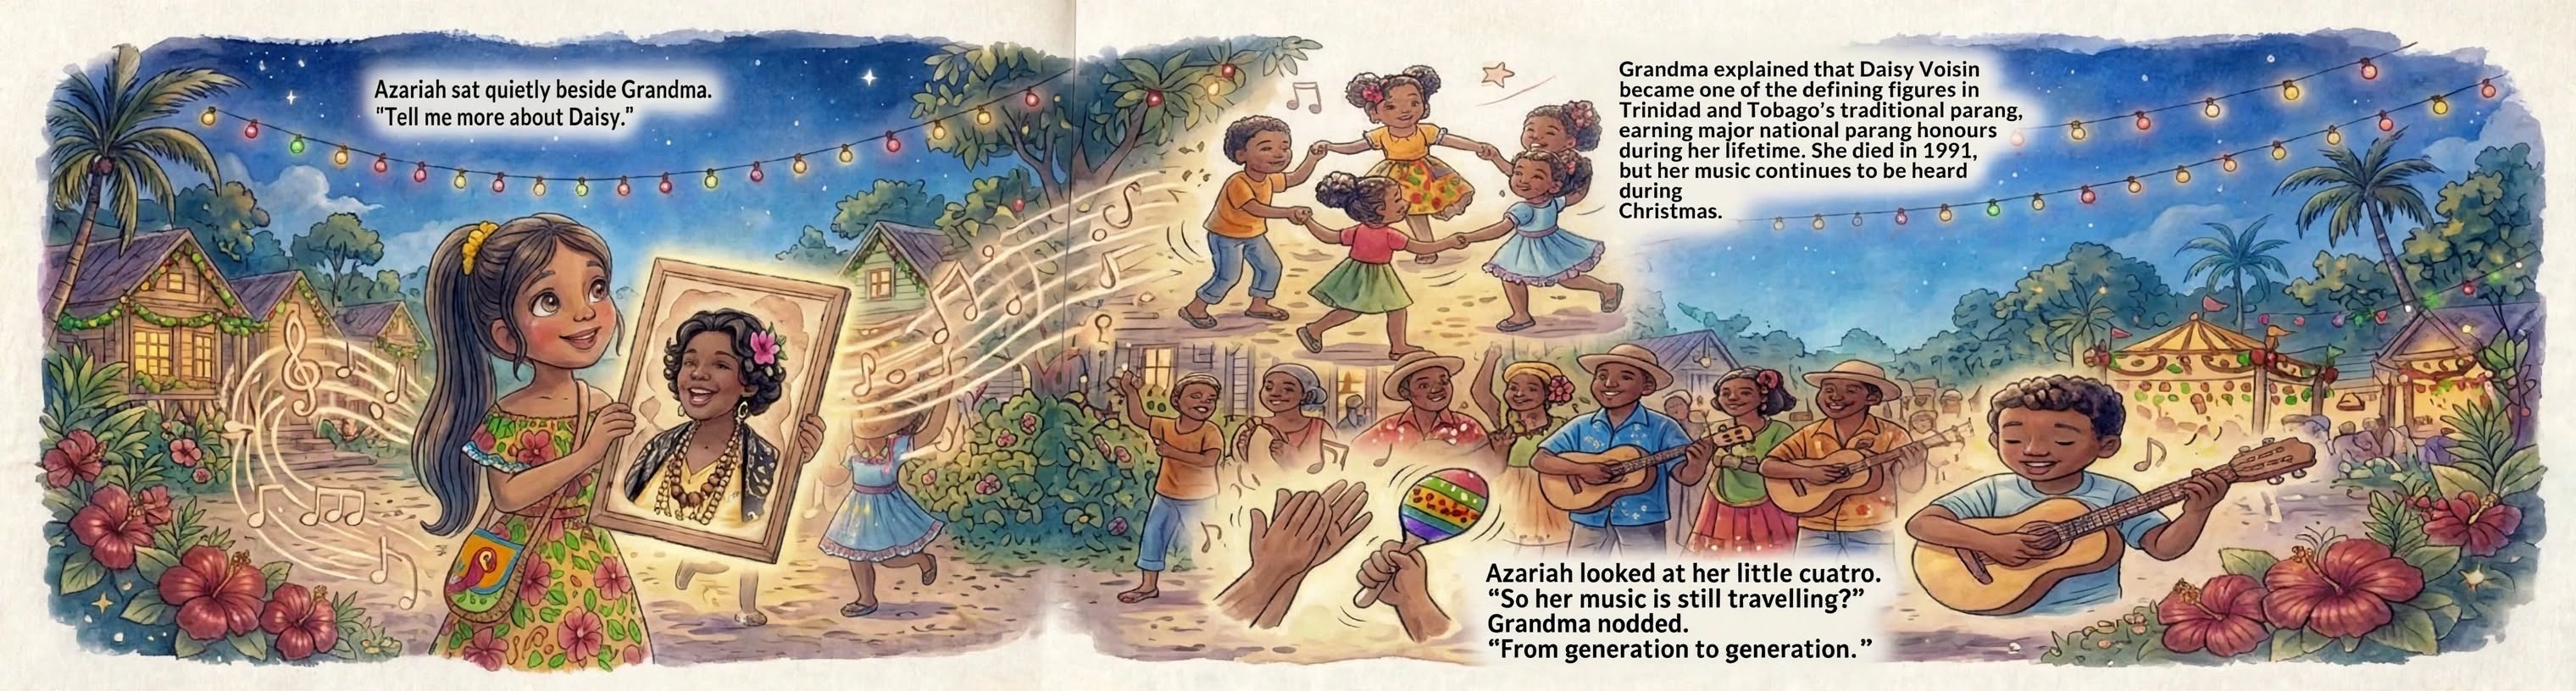 Azariah sat quietly beside Grandma.
“Tell me more about Daisy.”
Grandma explained that Daisy Voisin
became one of the defining figures in
Trinidad and Tobago’s traditional parang,
earning major national parang honours
during her lifetime. She died in 1991,
but her music continues to be heard
during
Christmas.
Azariah looked at her little cuatro.
“So her music is still travelling?”
Grandma nodded.
“From generation to generation.”